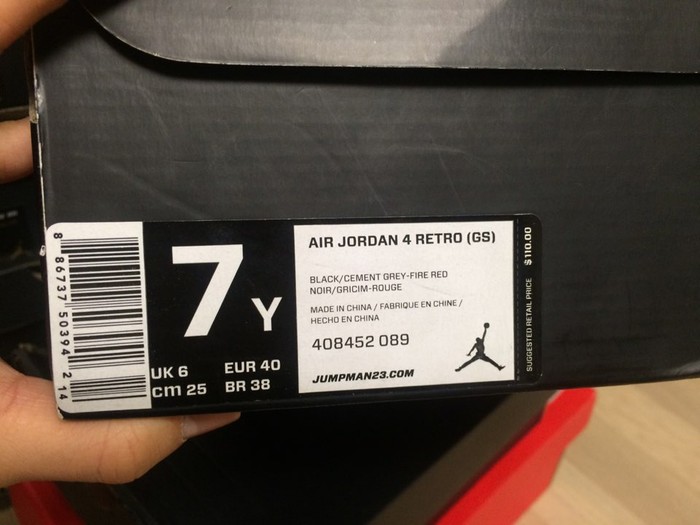 8 86737 50394 2 14
7 Y
UK 6 EUR 40
cm 25 BR 38
AIR JORDAN 4 RETRO (GS)
BLACK/CEMENT GREY-FIRE RED
NOIR/GRICIM-ROUGE
MADE IN CHINA / FABRIQUE EN CHINE /
HECHO EN CHINA
408452 089
JUMPMAN23.COM
SUGGESTED RETAIL PRICE $110.00